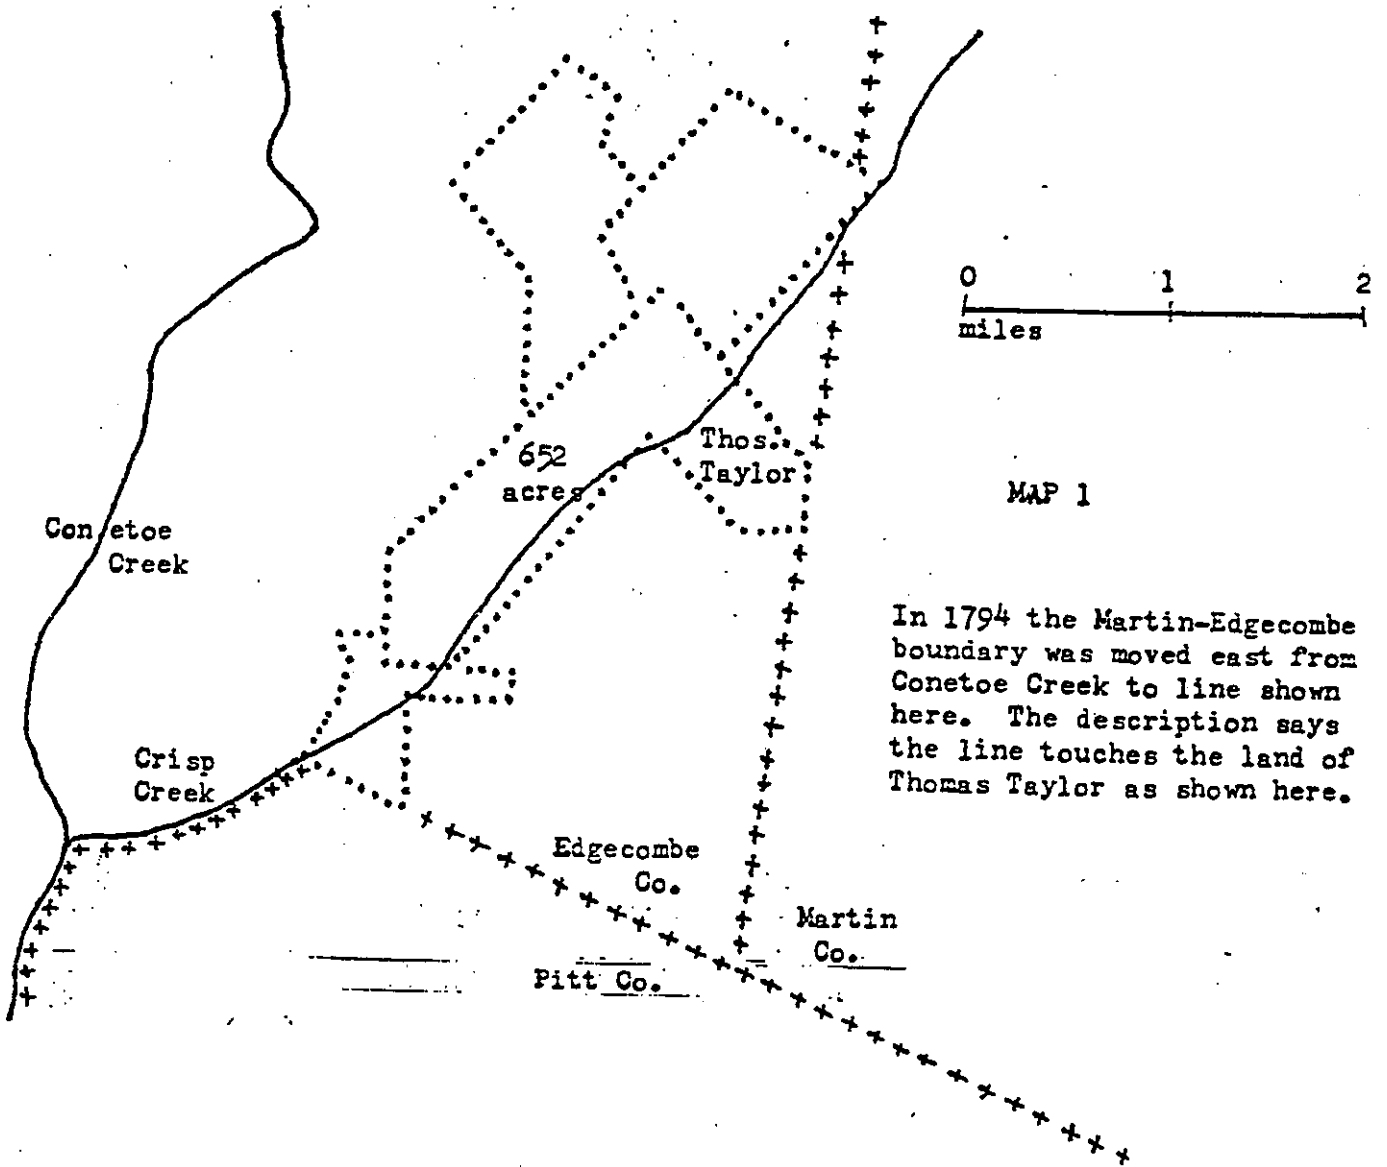 0 1 2
miles
Thos.
Taylor
652
acres
MAP 1
Conetoe
Creek
In 1794 the Martin-Edgecombe
boundary was moved east from
Conetoe Creek to line shown
here. The description says
the line touches the land of
Thomas Taylor as shown here.
Crisp
Creek
Edgecombe
Co.
Martin
Co.
Pitt Co.